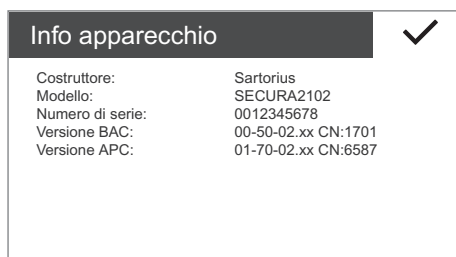 Info apparecchio
Costruttore: Sartorius
Modello: SECURA2102
Numero di serie: 0012345678
Versione BAC: 00-50-02.xx CN:1701
Versione APC: 01-70-02.xx CN:6587